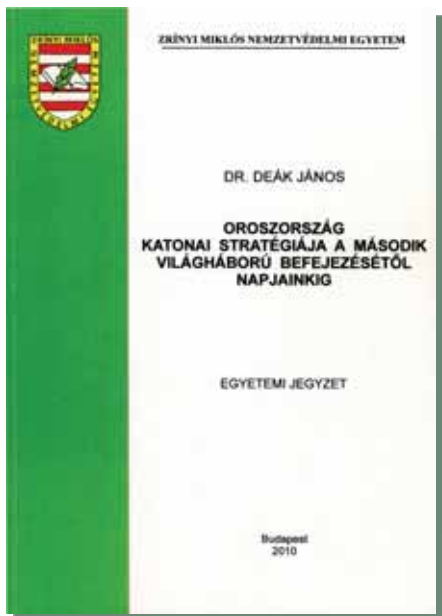 ZRÍNYI MIKLÓS NEMZETVÉDELMI EGYETEM
DR. DEÁK JÁNOS
OROSZORSZÁG
KATONAI STRATÉGIÁJA A MÁSODIK
VILÁGHÁBORÚ BEFEJEZÉSÉTŐL
NAPJAINKIG
EGYETEMI JEGYZET
Budapest
2010